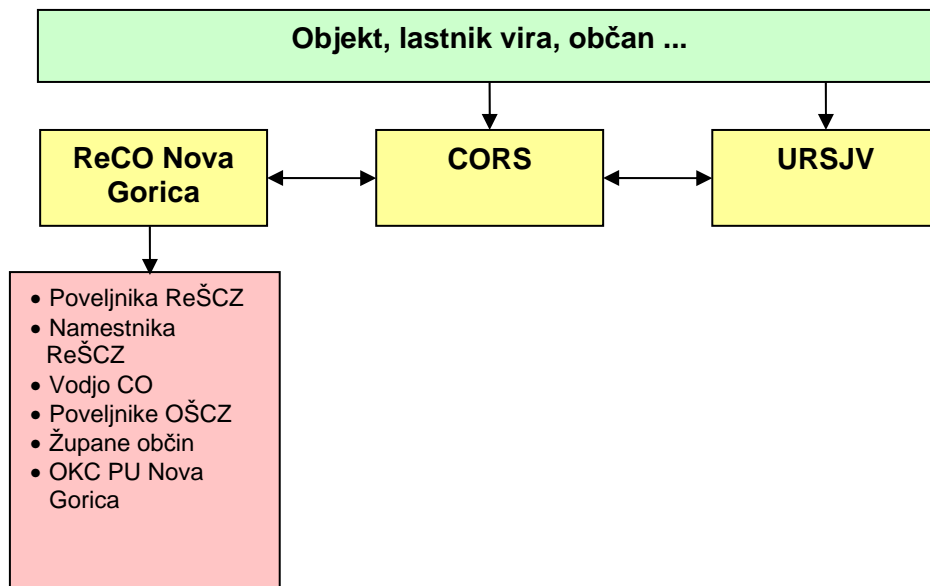 Objekt, lastnik vira, občan ...
ReCO Nova
Gorica
CORS
URSJV
• Poveljnika ReŠCZ
• Namestnika
ReŠCZ
• Vodjo CO
• Poveljnike OŠCZ
• Župane občin
• OKC PU Nova
Gorica